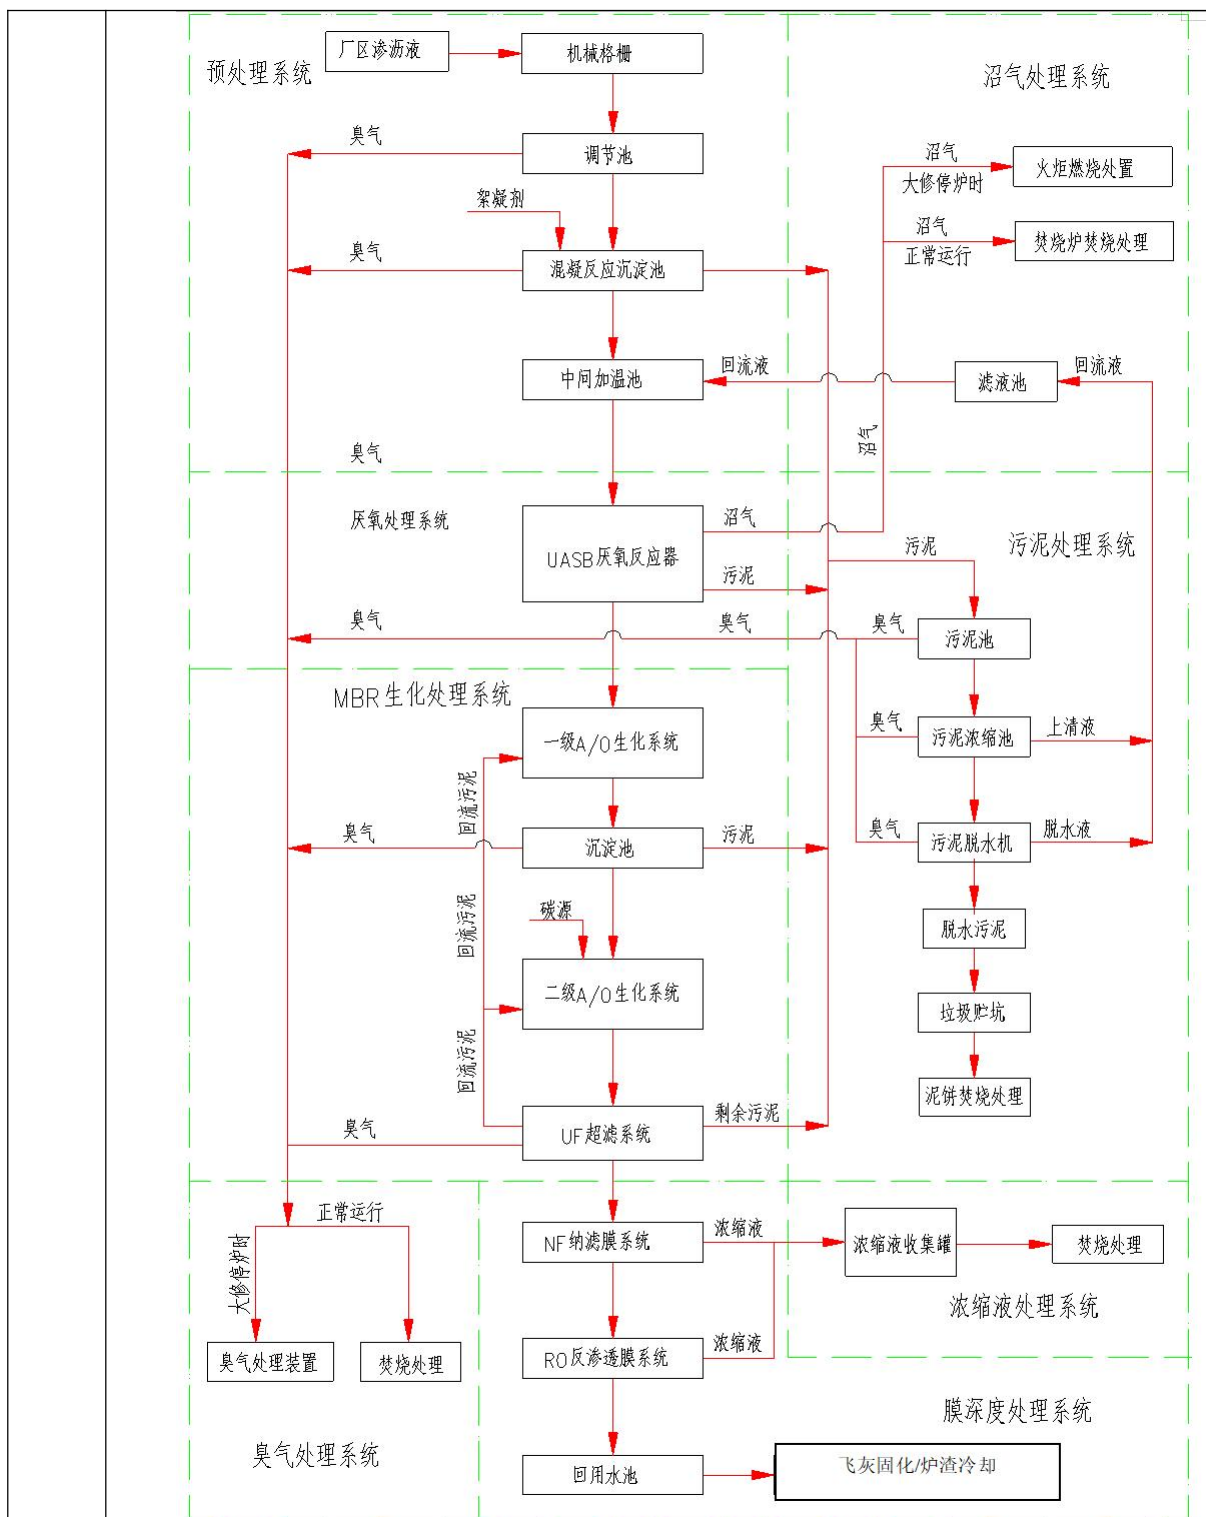 厂区渗沥液
机械格栅
预处理系统
沼气处理系统
臭气
调节池
沼气
大修停炉时
火炬燃烧处置
絮凝剂
沼气
正常运行
焚烧炉焚烧处理
臭气
混凝反应沉淀池
中间加温池
回流液
滤液池
回流液
沼气
臭气
厌氧处理系统
UASB厌氧反应器
沼气
污泥
污泥
污泥处理系统
臭气
臭气
臭气
污泥池
MBR生化处理系统
一级A/O生化系统
臭气
污泥浓缩池
上清液
回流污泥
臭气
沉淀池
污泥
臭气
污泥脱水机
脱水液
碳源
回流污泥
脱水污泥
二级A/O生化系统
垃圾贮坑
回流污泥
泥饼焚烧处理
臭气
UF超滤系统
剩余污泥
正常运行
大修停炉时
NF纳滤膜系统
浓缩液
浓缩液收集罐
焚烧处理
浓缩液处理系统
臭气处理装置
焚烧处理
RO反渗透膜系统
浓缩液
膜深度处理系统
臭气处理系统
回用水池
飞灰固化/炉渣冷却